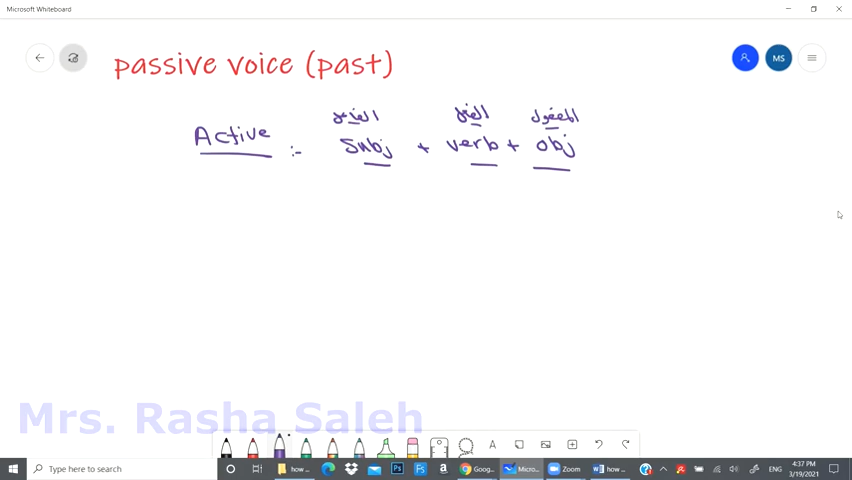 Microsoft Whiteboard
passive voice (past)
MS
الفاعل الفعل المفعول
Active :- Subj + verb + obj
Mrs. Rasha Saleh
Type here to search
how ...
Goog...
Micro...
Zoom
how ...
ENG
4:37 PM
3/19/2021